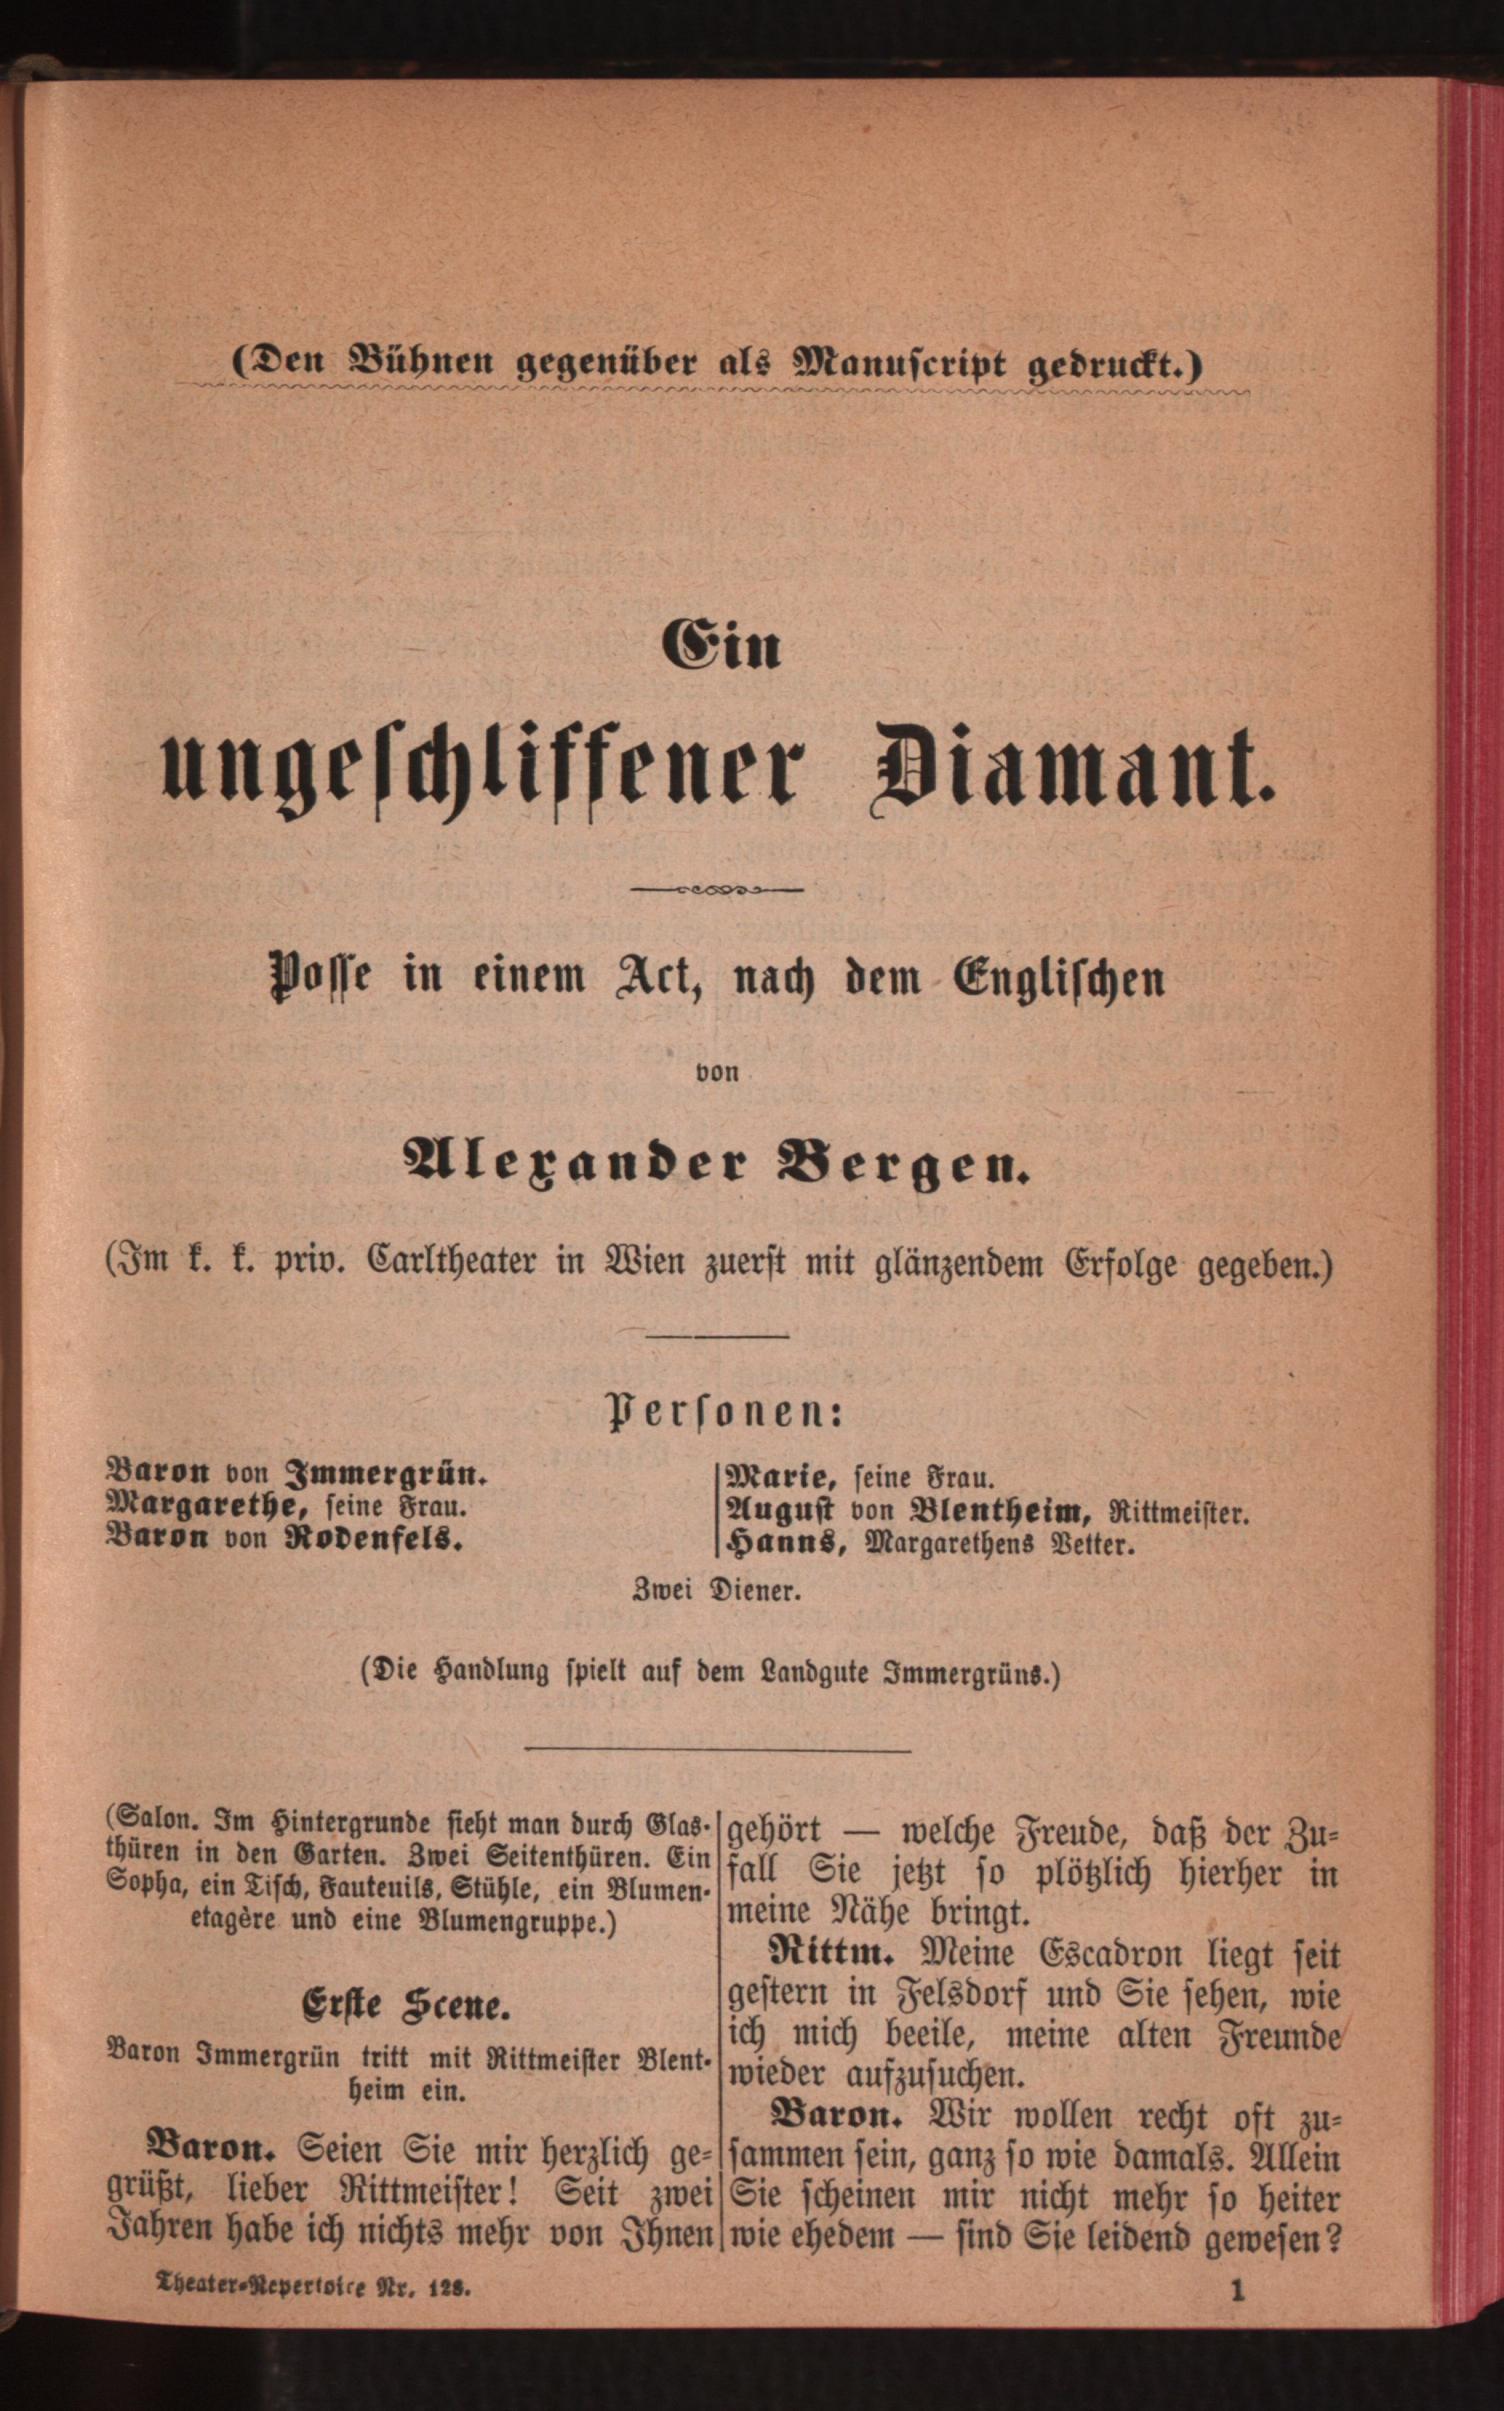 (Den Bühnen gegenüber als Manuscript gedruckt.)
Ein
ungeschliffener Diamant.
Posse in einem Act, nach dem Englischen
von
Alexander Bergen.
(Im k. k. priv. Carltheater in Wien zuerst mit glänzendem Erfolge gegeben.)
Personen:
Baron von Immergrün.
Margarethe, seine Frau.
Baron von Rodenfels.
Marie, seine Frau.
August von Blentheim, Rittmeister.
Hanns, Margarethens Vetter.
Zwei Diener.
(Die Handlung spielt auf dem Landgute Immergrüns.)
(Salon. Im Hintergrunde sieht man durch Glas-
thüren in den Garten. Zwei Seitenthüren. Ein
Sopha, ein Tisch, Fauteuils, Stühle, ein Blumen-
etagère und eine Blumengruppe.)
Erste Scene.
Baron Immergrün tritt mit Rittmeister Blent-
heim ein.
Baron. Seien Sie mir herzlich ge-
grüßt, lieber Rittmeister! Seit zwei
Jahren habe ich nichts mehr von Ihnen
gehört — welche Freude, daß der Zu-
fall Sie jetzt so plötzlich hierher in
meine Nähe bringt.
Rittm. Meine Escadron liegt seit
gestern in Felsdorf und Sie sehen, wie
ich mich beeile, meine alten Freunde
wieder aufzusuchen.
Baron. Wir wollen recht oft zu-
sammen sein, ganz so wie damals. Allein
Sie scheinen mir nicht mehr so heiter
wie ehedem — sind Sie leidend gewesen?
Theater-Repertoire Nr. 128.
1